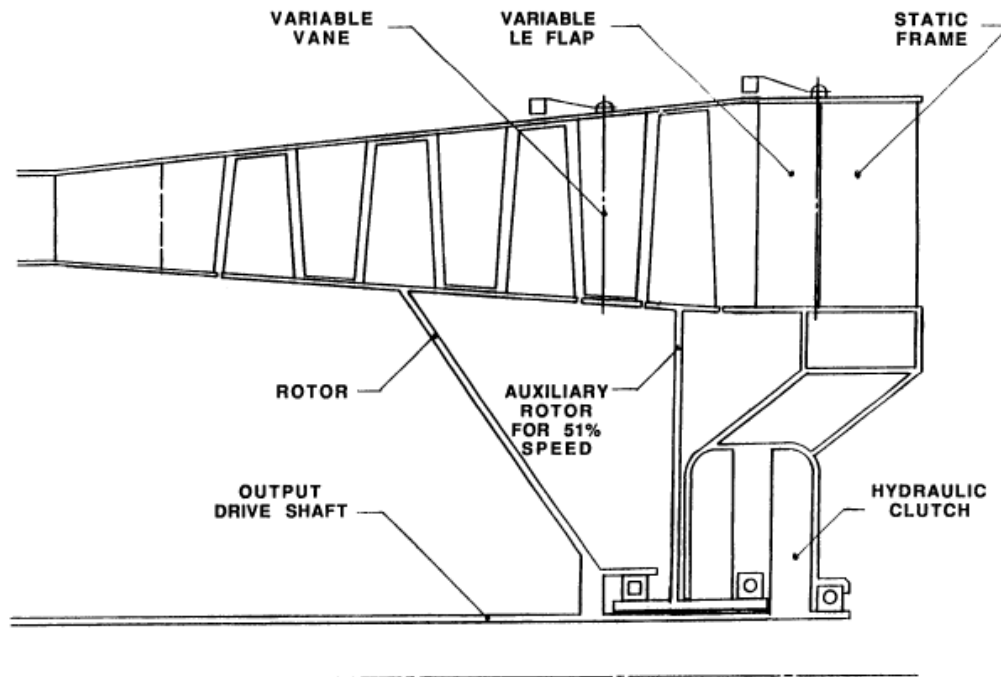 VARIABLE
VANE
VARIABLE
LE FLAP
STATIC
FRAME
ROTOR
AUXILIARY
ROTOR
FOR 51%
SPEED
OUTPUT
DRIVE SHAFT
HYDRAULIC
CLUTCH